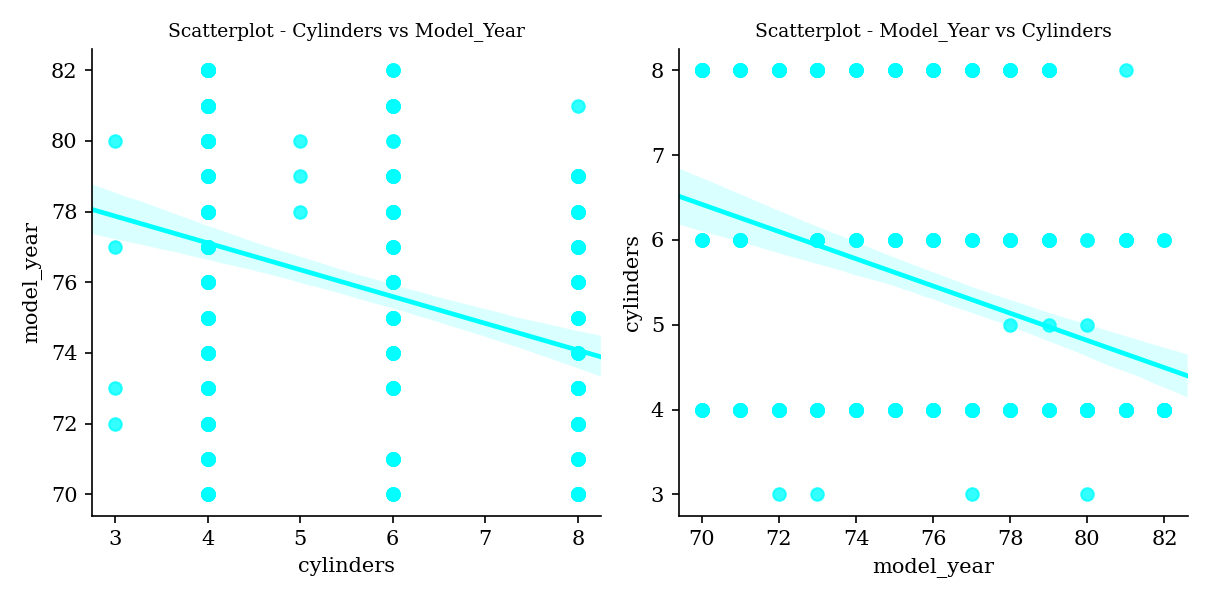 Scatterplot - Cylinders vs Model_Year
82
80
78
76
74
72
70
model_year
3 4 5 6 7 8
cylinders
Scatterplot - Model_Year vs Cylinders
8
7
6
5
4
3
cylinders
70 72 74 76 78 80 82
model_year